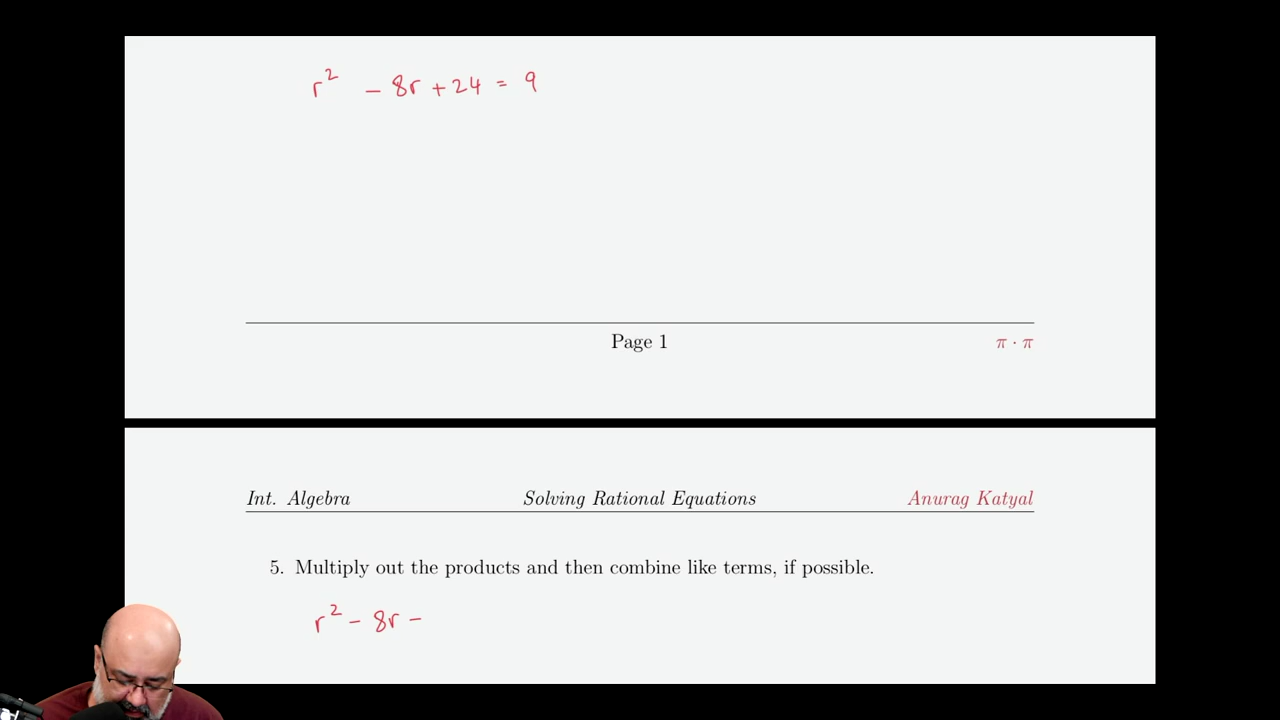 r² - 8r + 24 = 9
Page 1
π · π
Int. Algebra Solving Rational Equations Anurag Katyal
5. Multiply out the products and then combine like terms, if possible.
r² - 8r -